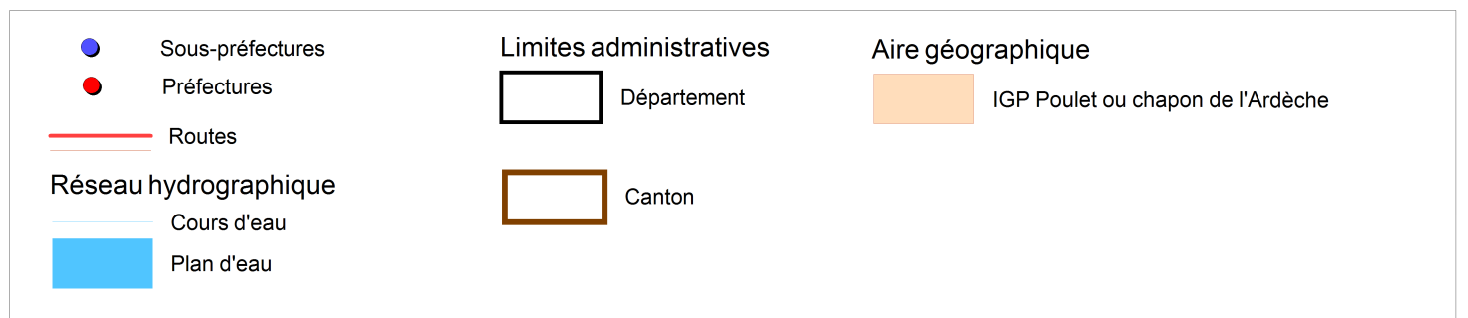 Sous-préfectures
Préfectures
Routes
Réseau hydrographique
Cours d'eau
Plan d'eau
Limites administratives
Département
Canton
Aire géographique
IGP Poulet ou chapon de l'Ardèche